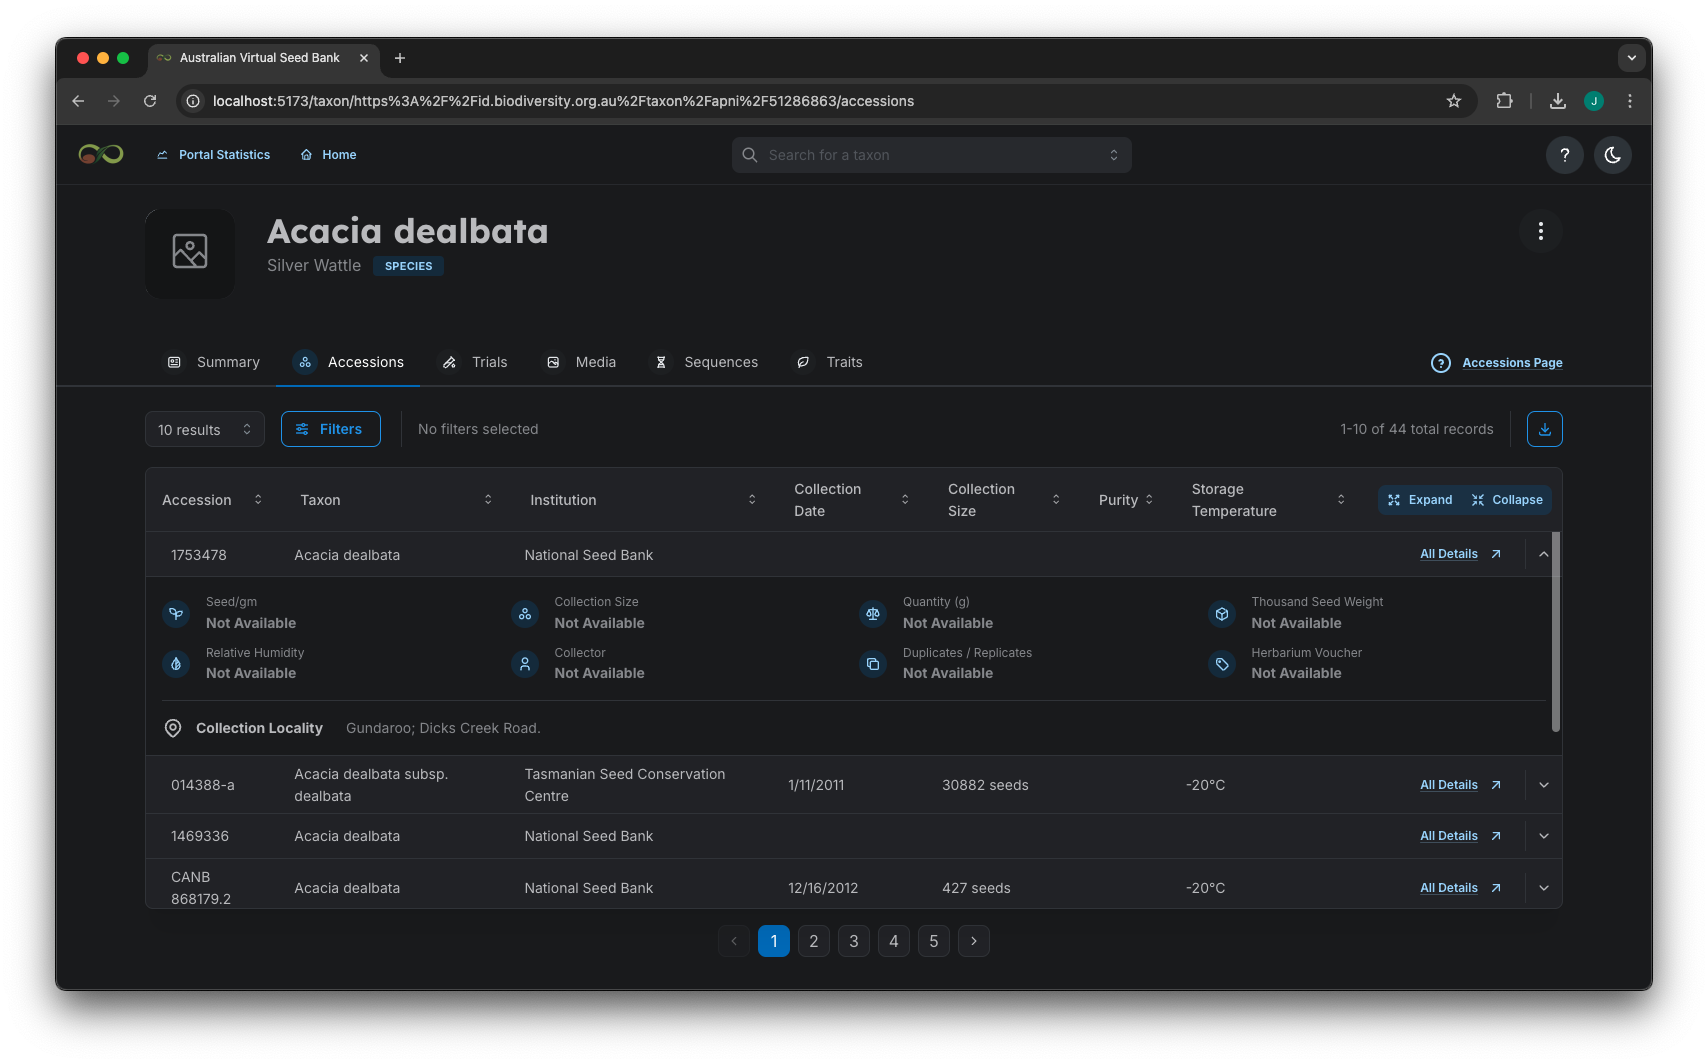 Australian Virtual Seed Bank
localhost:5173/taxon/https%3A%2F%2Fid.biodiversity.org.au%2Ftaxon%2Fapni%2F51286863/accessions
J
Portal Statistics
Home
Search for a taxon
?
Acacia dealbata
Silver Wattle SPECIES
Summary
Accessions
Trials
Media
Sequences
Traits
? Accessions Page
10 results
Filters
No filters selected
1-10 of 44 total records
Accession
Taxon
Institution
Collection
Date
Collection
Size
Purity
Storage
Temperature
Expand
Collapse
1753478
Acacia dealbata
National Seed Bank
All Details
Seed/gm
Not Available
Collection Size
Not Available
Quantity (g)
Not Available
Thousand Seed Weight
Not Available
Relative Humidity
Not Available
Collector
Not Available
Duplicates / Replicates
Not Available
Herbarium Voucher
Not Available
Collection Locality Gundaroo; Dicks Creek Road.
014388-a
Acacia dealbata subsp.
dealbata
Tasmanian Seed Conservation
Centre
1/11/2011
30882 seeds
-20°C
All Details
1469336
Acacia dealbata
National Seed Bank
All Details
CANB
868179.2
Acacia dealbata
National Seed Bank
12/16/2012
427 seeds
-20°C
All Details
1 2 3 4 5